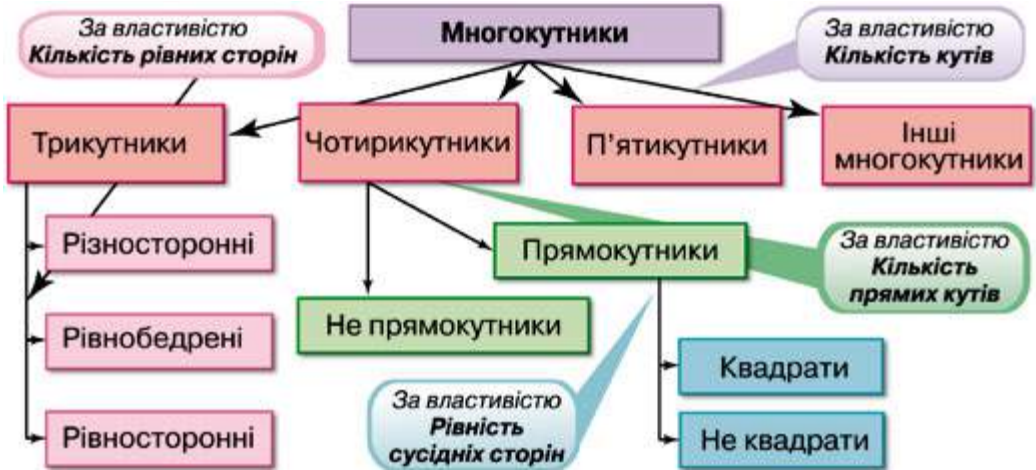 За властивістю
Кількість рівних сторін
Многокутники
За властивістю
Кількість кутів
Трикутники
Чотирикутники
П’ятикутники
Інші
многокутники
Різносторонні
Прямокутники
За властивістю
Кількість
прямих кутів
Рівнобедрені
Не прямокутники
Квадрати
За властивістю
Рівність
сусідніх сторін
Рівносторонні
Не квадрати